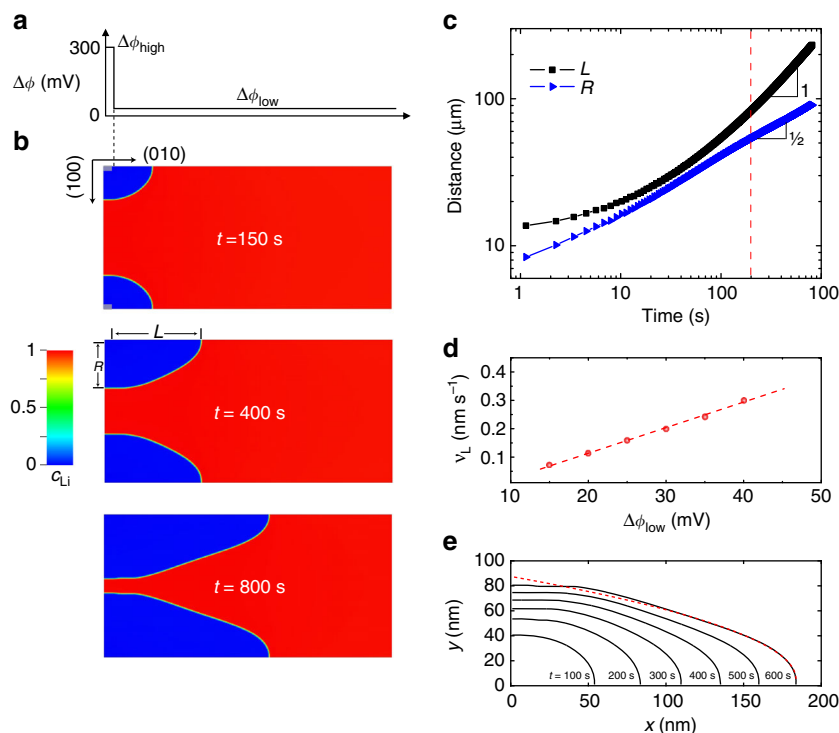 a
300
Δϕhigh
Δϕ (mV)
Δϕlow
0
b
(010)
(100)
t =150 s
L
R
1
0.5
0
cLi
t = 400 s
t = 800 s
c
Distance (μm)
100
10
L
R
1
½
1 10 100 100
Time (s)
d
νL (nm s⁻¹)
0.4
0.3
0.2
0.1
10 20 30 40 50
Δϕlow (mV)
e
y (nm)
100
80
60
40
20
0
t = 100 s 200 s 300 s 400 s 500 s 600 s
0 50 100 150 200
x (nm)